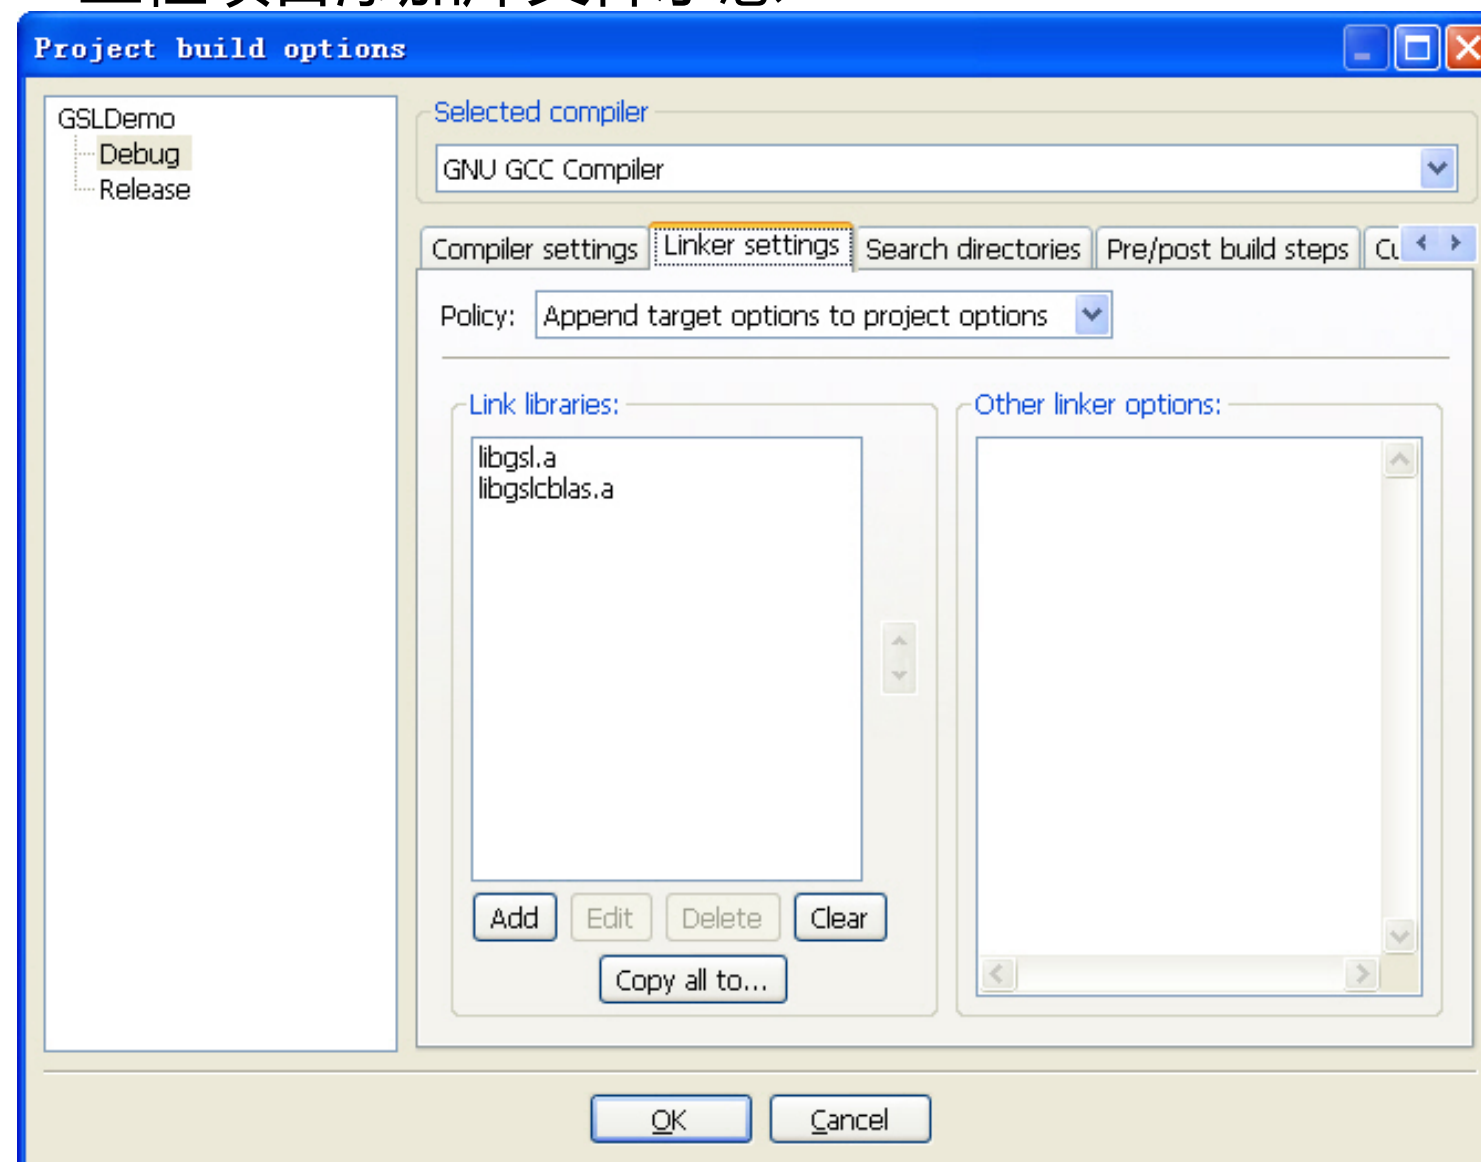 Project build options
GSLDemo
Debug
Release
Selected compiler
GNU GCC Compiler
Compiler settings
Linker settings
Search directories
Pre/post build steps
Policy:
Append target options to project options
Link libraries:
libgsl.a
libgslcblas.a
Other linker options:
Add
Edit
Delete
Clear
Copy all to...
OK
Cancel